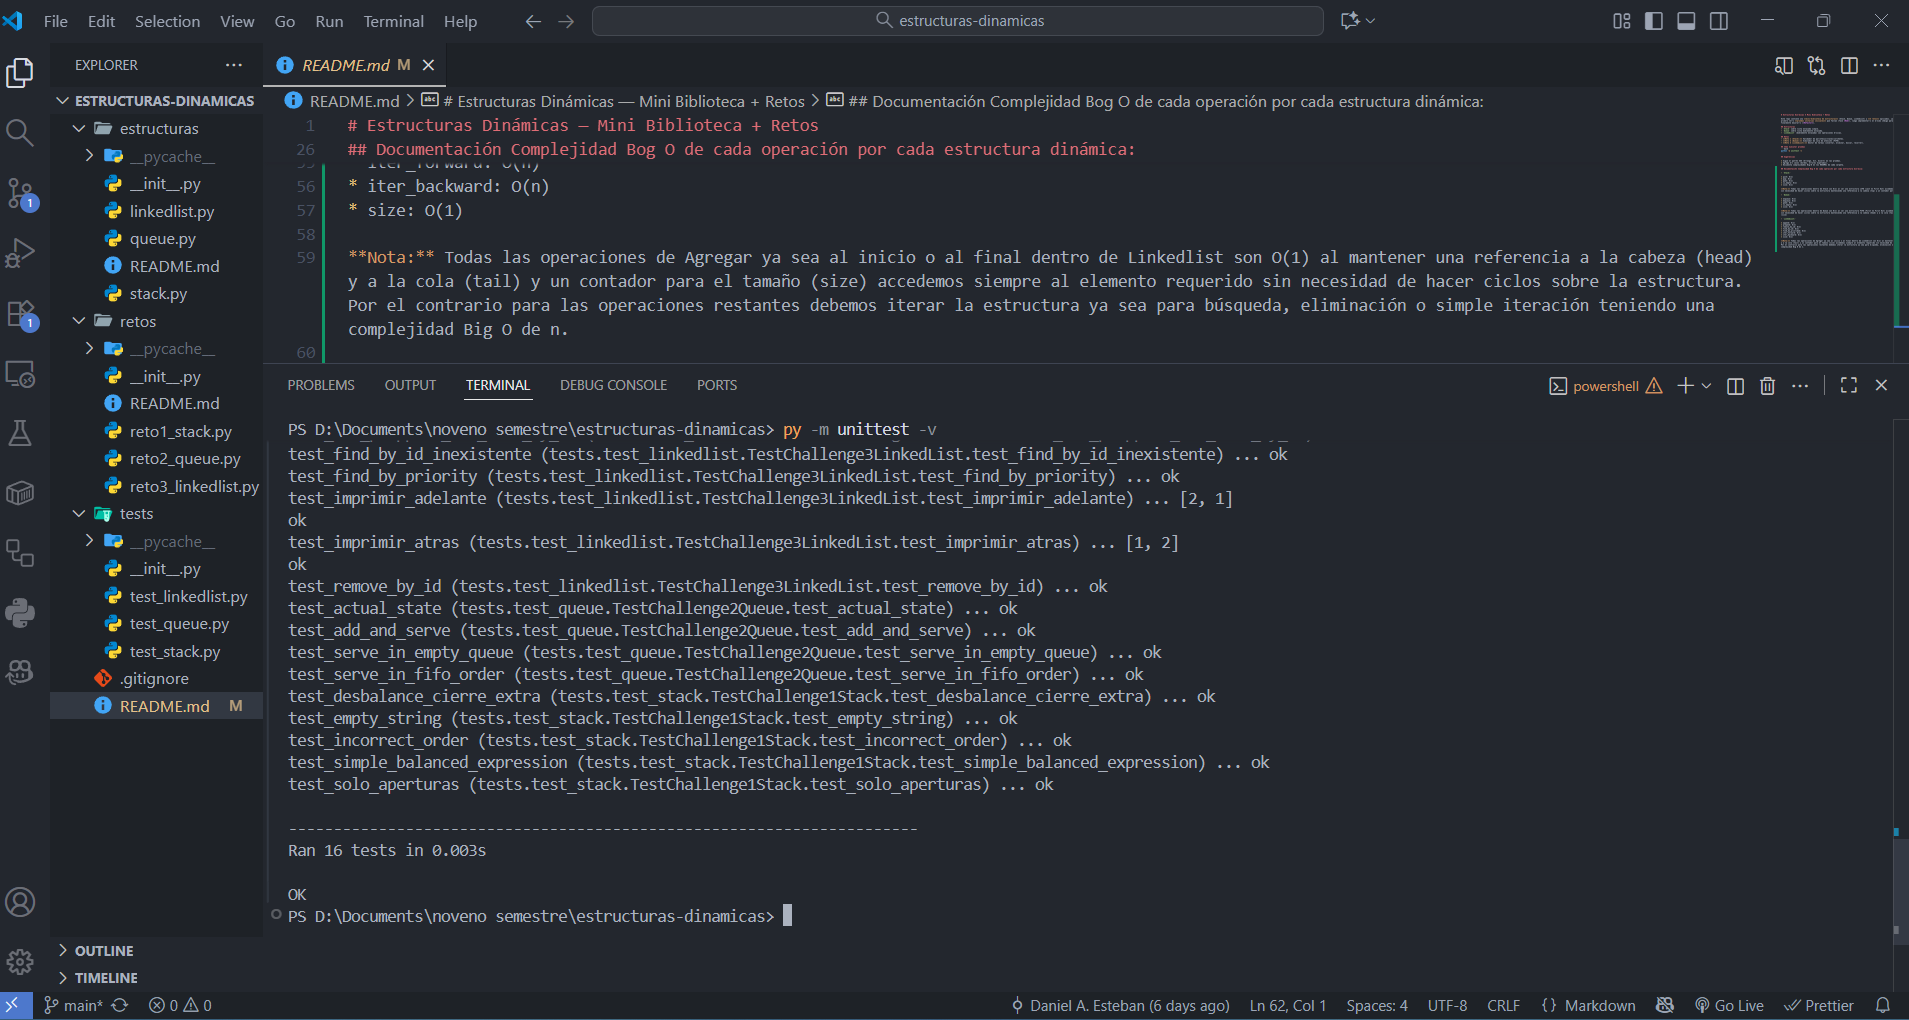 File Edit Selection View Go Run Terminal Help
estructuras-dinamicas
EXPLORER
ESTRUCTURAS-DINAMICAS
estructuras
__pycache__
__init__.py
linkedlist.py
queue.py
README.md
stack.py
retos
__pycache__
__init__.py
README.md
reto1_stack.py
reto2_queue.py
reto3_linkedlist.py
tests
__pycache__
__init__.py
test_linkedlist.py
test_queue.py
test_stack.py
.gitignore
README.md M
OUTLINE
TIMELINE
1
1
README.md M
README.md > # Estructuras Dinámicas — Mini Biblioteca + Retos > ## Documentación Complejidad Bog O de cada operación por cada estructura dinámica:
1 # Estructuras Dinámicas — Mini Biblioteca + Retos
26 ## Documentación Complejidad Bog O de cada operación por cada estructura dinámica:
55 * iter_forward: O(n)
56 * iter_backward: O(n)
57 * size: O(1)
58
59 **Nota:** Todas las operaciones de Agregar ya sea al inicio o al final dentro de Linkedlist son O(1) al mantener una referencia a la cabeza (head)
y a la cola (tail) y un contador para el tamaño (size) accedemos siempre al elemento requerido sin necesidad de hacer ciclos sobre la estructura.
Por el contrario para las operaciones restantes debemos iterar la estructura ya sea para búsqueda, eliminación o simple iteración teniendo una
complejidad Big O de n.
60
PROBLEMS OUTPUT TERMINAL DEBUG CONSOLE PORTS
powershell
PS D:\Documents\noveno semestre\estructuras-dinamicas> py -m unittest -v
test_find_by_id_inexistente (tests.test_linkedlist.TestChallenge3LinkedList.test_find_by_id_inexistente) ... ok
test_find_by_priority (tests.test_linkedlist.TestChallenge3LinkedList.test_find_by_priority) ... ok
test_imprimir_adelante (tests.test_linkedlist.TestChallenge3LinkedList.test_imprimir_adelante) ... [2, 1]
ok
test_imprimir_atras (tests.test_linkedlist.TestChallenge3LinkedList.test_imprimir_atras) ... [1, 2]
ok
test_remove_by_id (tests.test_linkedlist.TestChallenge3LinkedList.test_remove_by_id) ... ok
test_actual_state (tests.test_queue.TestChallenge2Queue.test_actual_state) ... ok
test_add_and_serve (tests.test_queue.TestChallenge2Queue.test_add_and_serve) ... ok
test_serve_in_empty_queue (tests.test_queue.TestChallenge2Queue.test_serve_in_empty_queue) ... ok
test_serve_in_fifo_order (tests.test_queue.TestChallenge2Queue.test_serve_in_fifo_order) ... ok
test_desbalance_cierre_extra (tests.test_stack.TestChallenge1Stack.test_desbalance_cierre_extra) ... ok
test_empty_string (tests.test_stack.TestChallenge1Stack.test_empty_string) ... ok
test_incorrect_order (tests.test_stack.TestChallenge1Stack.test_incorrect_order) ... ok
test_simple_balanced_expression (tests.test_stack.TestChallenge1Stack.test_simple_balanced_expression) ... ok
test_solo_aperturas (tests.test_stack.TestChallenge1Stack.test_solo_aperturas) ... ok
----------------------------------------------------------------------
Ran 16 tests in 0.003s
OK
PS D:\Documents\noveno semestre\estructuras-dinamicas>
main* 0 0 Daniel A. Esteban (6 days ago) Ln 62, Col 1 Spaces: 4 UTF-8 CRLF {} Markdown Go Live Prettier